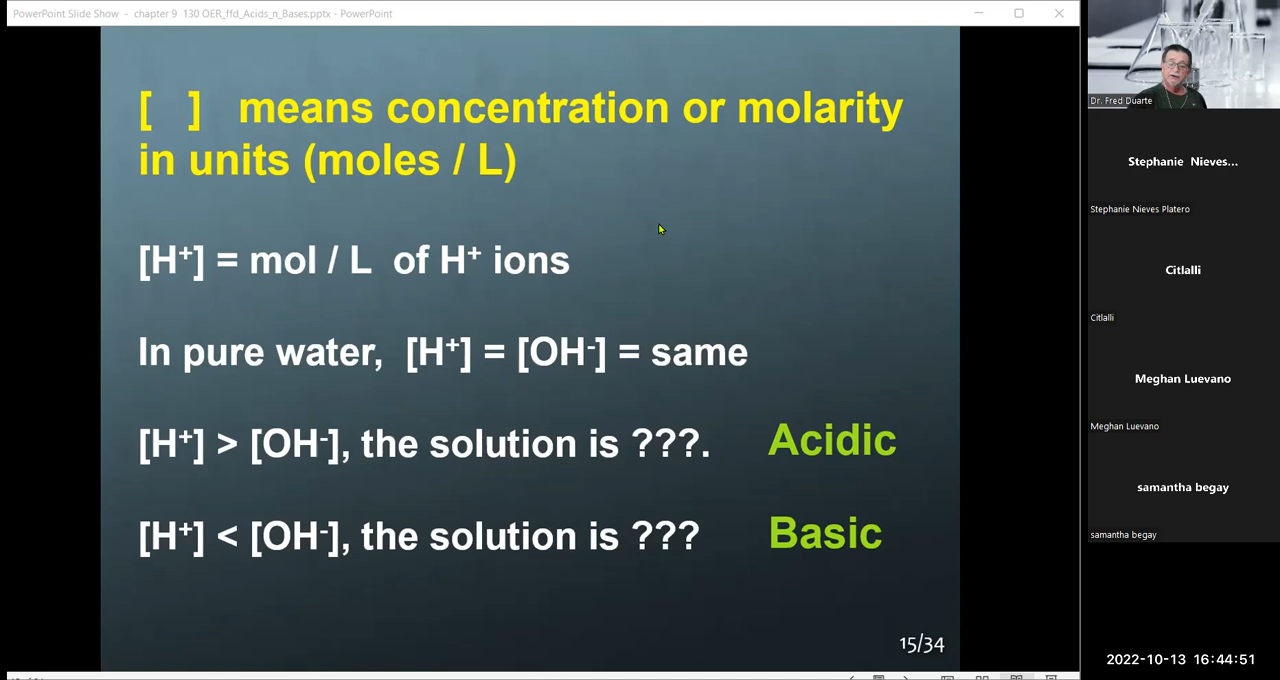 PowerPoint Slide Show - chapter 9 130 OER_ffd_Acids_n_Bases.pptx - PowerPoint
[ ] means concentration or molarity
in units (moles / L)
[H⁺] = mol / L of H⁺ ions
In pure water, [H⁺] = [OH⁻] = same
[H⁺] > [OH⁻], the solution is ???. Acidic
[H⁺] < [OH⁻], the solution is ??? Basic
15/34
Dr. Fred Duarte
Stephanie Nieves...
Stephanie Nieves Platero
Citlalli
Citlalli
Meghan Luevano
Meghan Luevano
samantha begay
samantha begay
2022-10-13 16:44:51